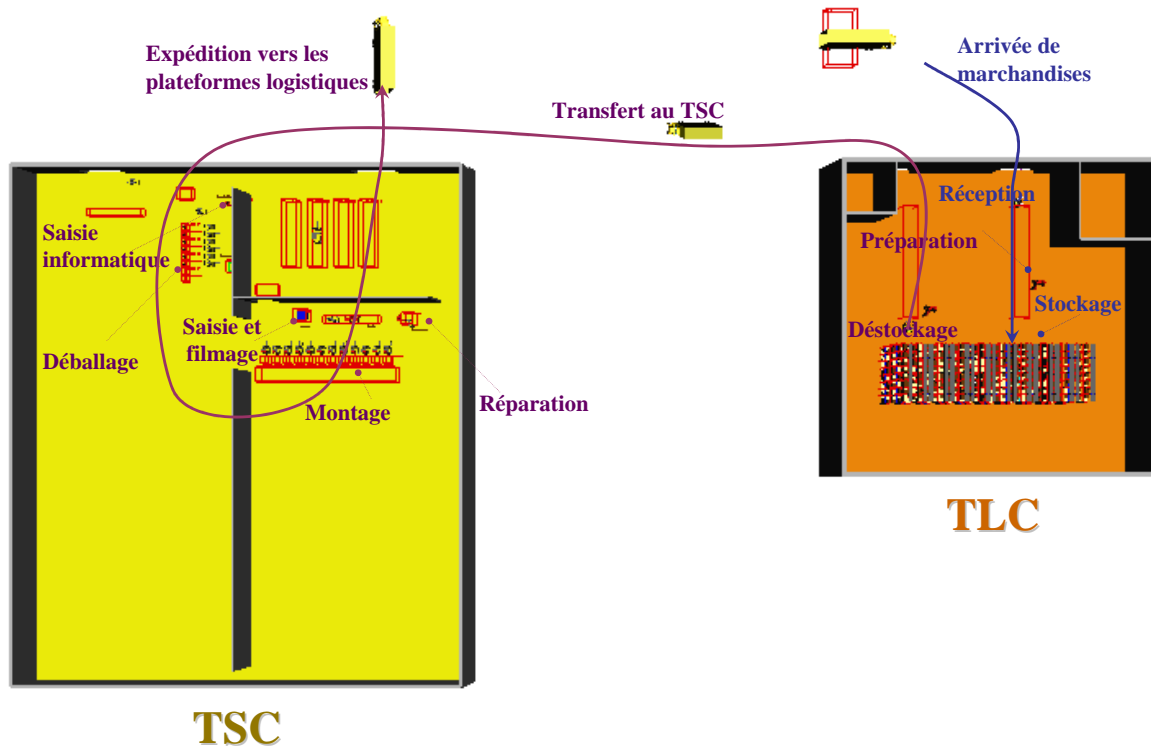 Expédition vers les
plateformes logistiques
Arrivée de
marchandises
Transfert au TSC
Réception
Saisie
informatique
Préparation
Stockage
Saisie et
filmage
Déstockage
Déballage
Montage
Réparation
TLC
TSC